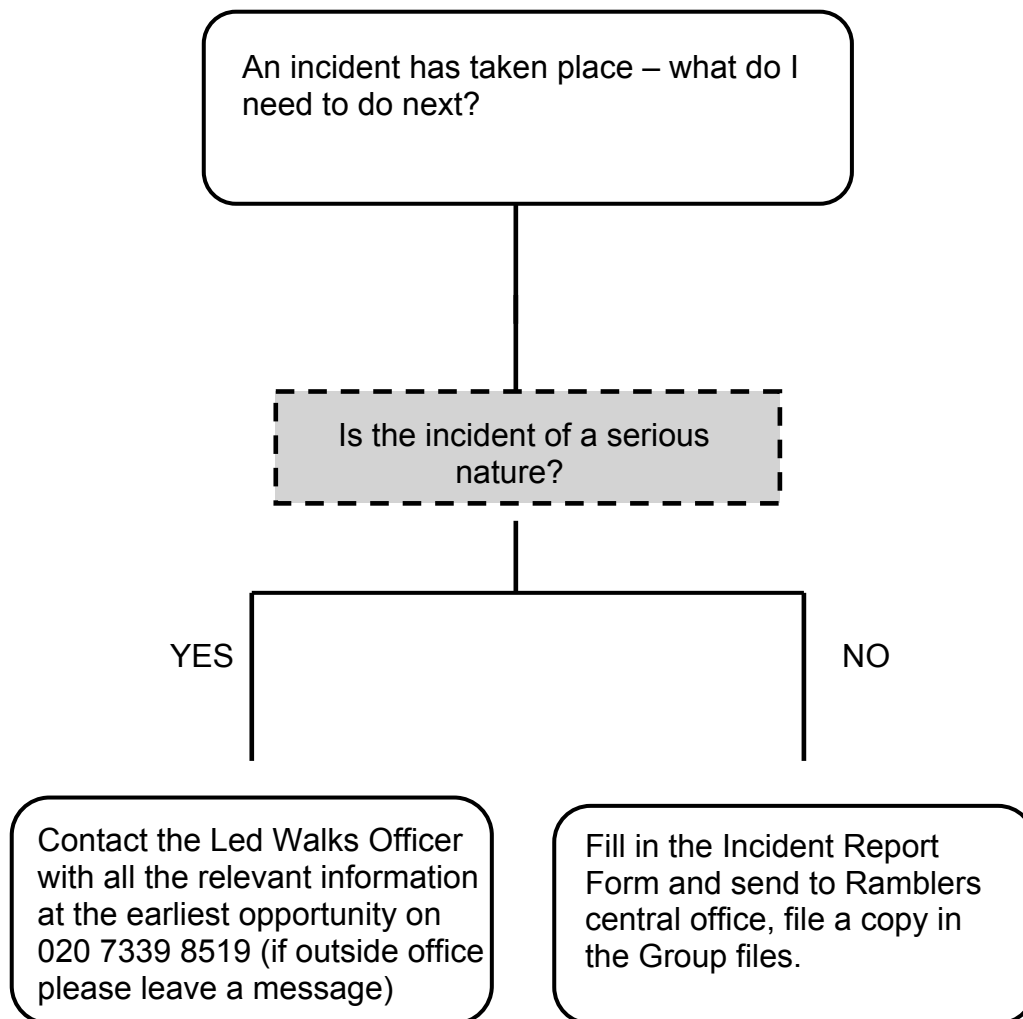 An incident has taken place – what do I
need to do next?
Is the incident of a serious
nature?
YES
NO
Contact the Led Walks Officer
with all the relevant information
at the earliest opportunity on
020 7339 8519 (if outside office
please leave a message)
Fill in the Incident Report
Form and send to Ramblers
central office, file a copy in
the Group files.